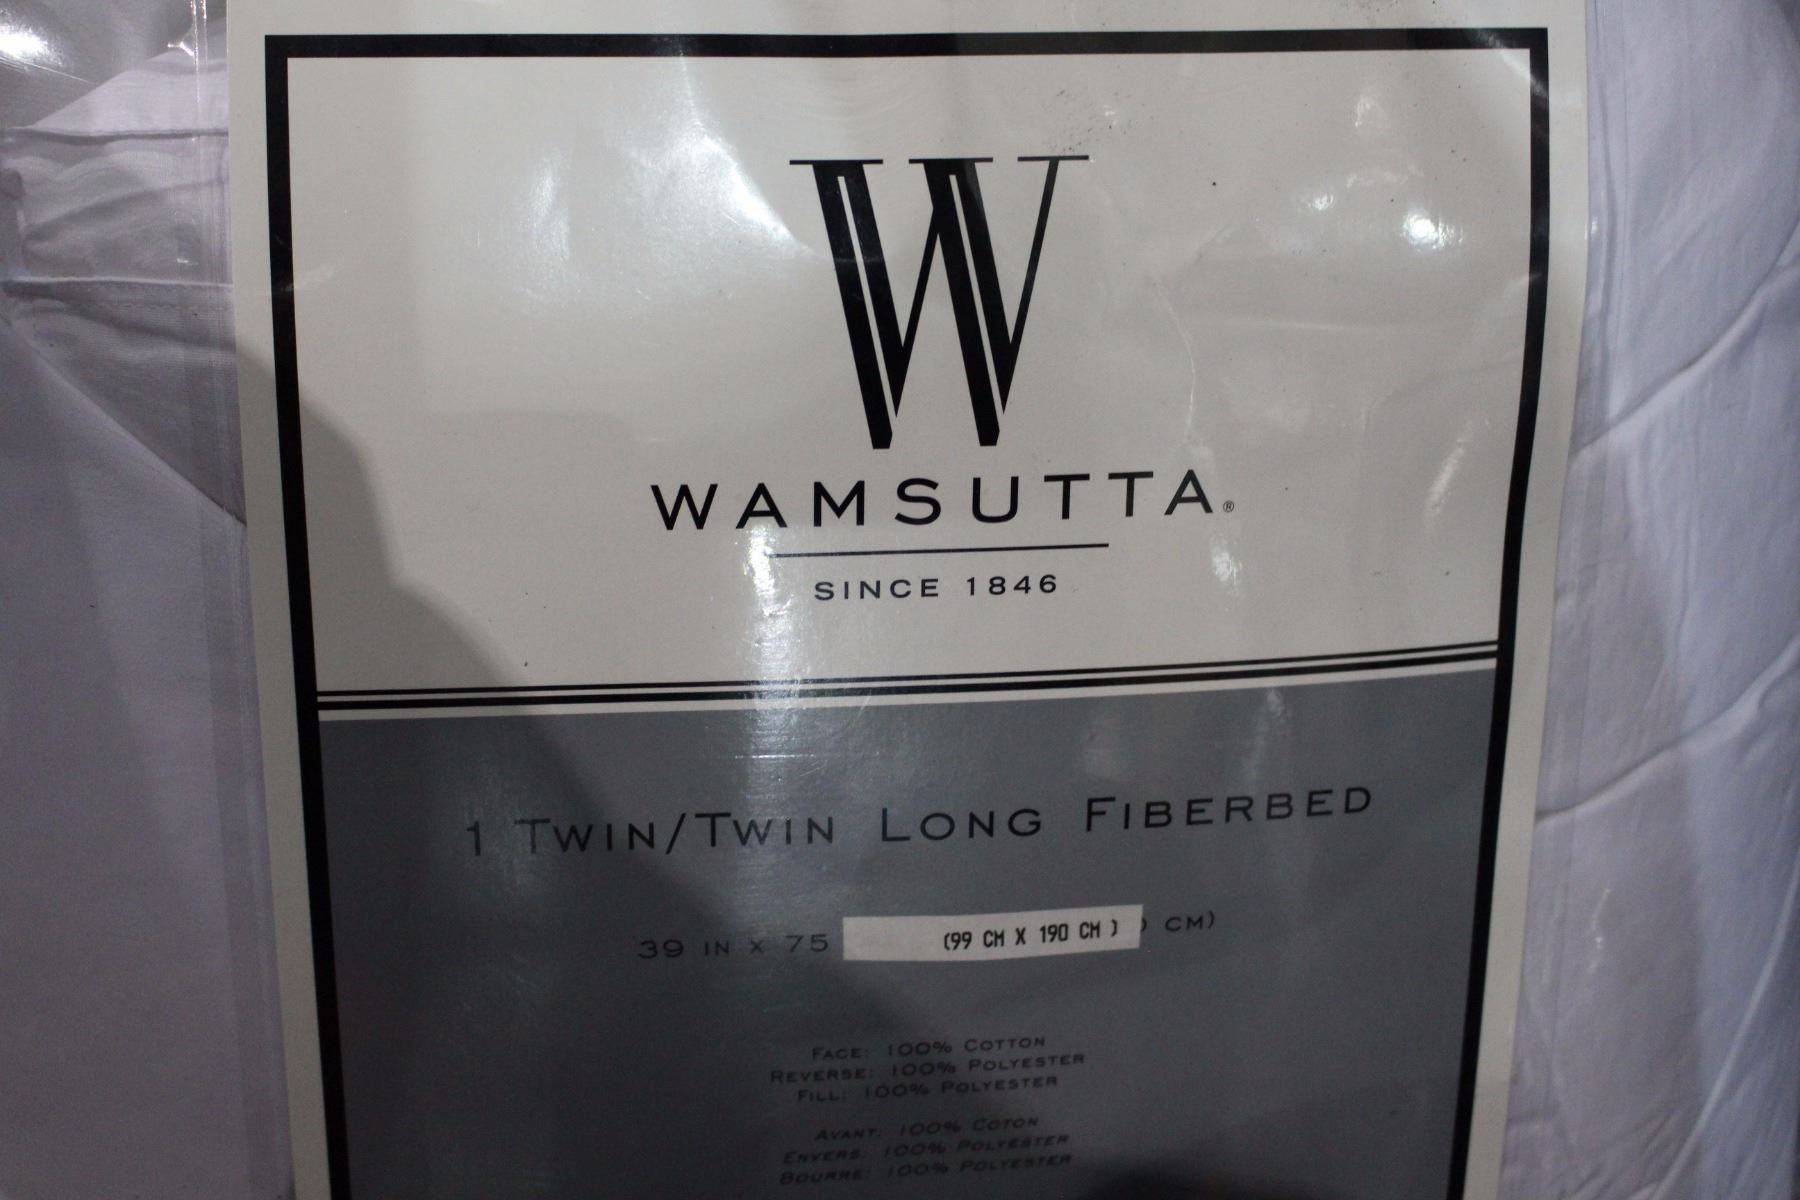 W
WAMSUTTA®
SINCE 1846
1 TWIN/TWIN LONG FIBERBED
39 IN X 75 (99 CM X 190 CM ) ) CM)
FACE: 100% COTTON
REVERSE: 100% POLYESTER
FILL: 100% POLYESTER
AVANT: 100% COTON
ENVERS: 100% POLYESTER
BOURRE: 100% POLYESTER